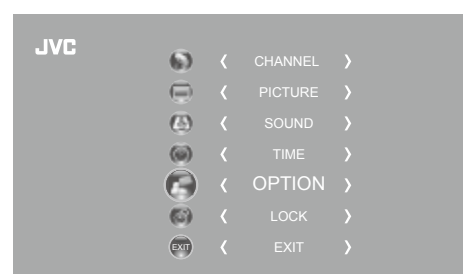 JVC
CHANNEL
PICTURE
SOUND
TIME
OPTION
LOCK
EXIT EXIT